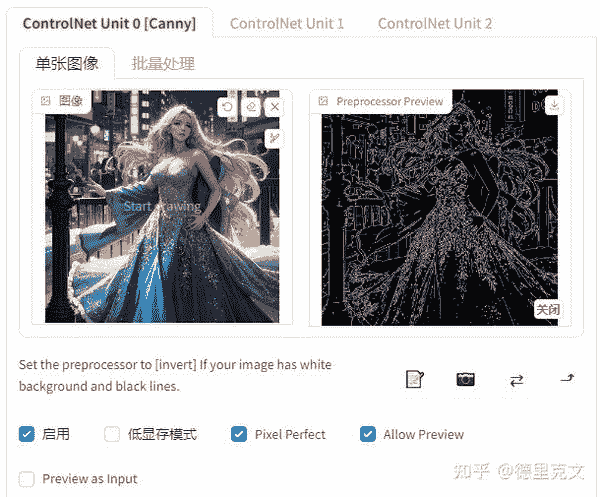 ControlNet Unit 0 [Canny]
ControlNet Unit 1
ControlNet Unit 2
单张图像
批量处理
图像
Preprocessor Preview
Start drawing
关闭
Set the preprocessor to [invert] If your image has white
background and black lines.
启用
低显存模式
Pixel Perfect
Allow Preview
Preview as Input
知乎 @德里克文